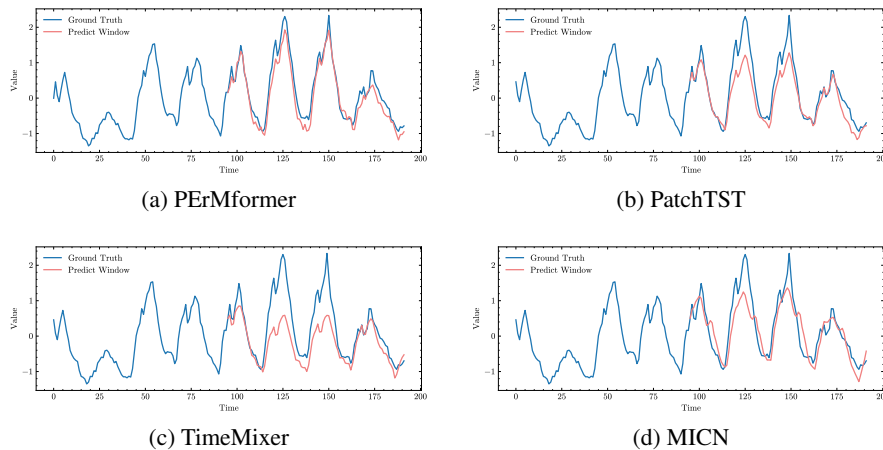 Ground Truth
Predict Window
Value
2
1
0
−1
0 25 50 75 100 125 150 175 200
Time
(a) PErMformer
Ground Truth
Predict Window
Value
2
1
0
−1
0 25 50 75 100 125 150 175 200
Time
(b) PatchTST
Ground Truth
Predict Window
Value
2
1
0
−1
0 25 50 75 100 125 150 175 200
Time
(c) TimeMixer
Ground Truth
Predict Window
Value
2
1
0
−1
0 25 50 75 100 125 150 175 200
Time
(d) MICN